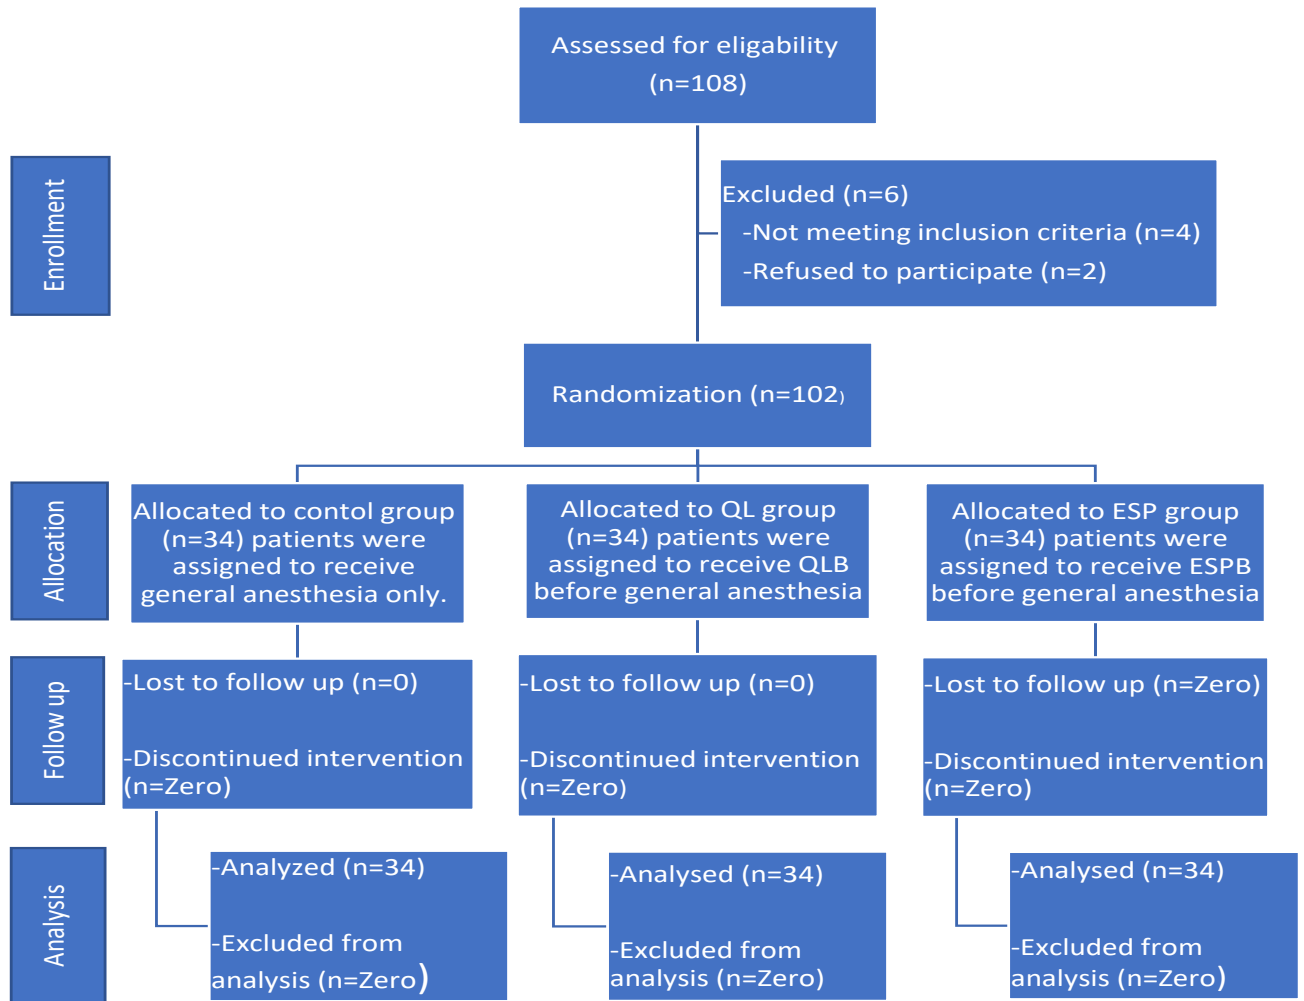 Assessed for eligability
(n=108)
Enrollment
Excluded (n=6)
-Not meeting inclusion criteria (n=4)
-Refused to participate (n=2)
Randomization (n=102)
Allocation
Allocated to contol group
(n=34) patients were
assigned to receive
general anesthesia only.
Allocated to QL group
(n=34) patients were
assigned to receive QLB
before general anesthesia
Allocated to ESP group
(n=34) patients were
assigned to receive ESPB
before general anesthesia
Follow up
-Lost to follow up (n=0)
-Discontinued intervention
(n=Zero)
-Lost to follow up (n=0)
-Discontinued intervention
(n=Zero)
-Lost to follow up (n=Zero)
-Discontinued intervention
(n=Zero)
Analysis
-Analyzed (n=34)
-Excluded from
analysis (n=Zero)
-Analysed (n=34)
-Excluded from
analysis (n=Zero)
-Analysed (n=34)
-Excluded from
analysis (n=Zero)